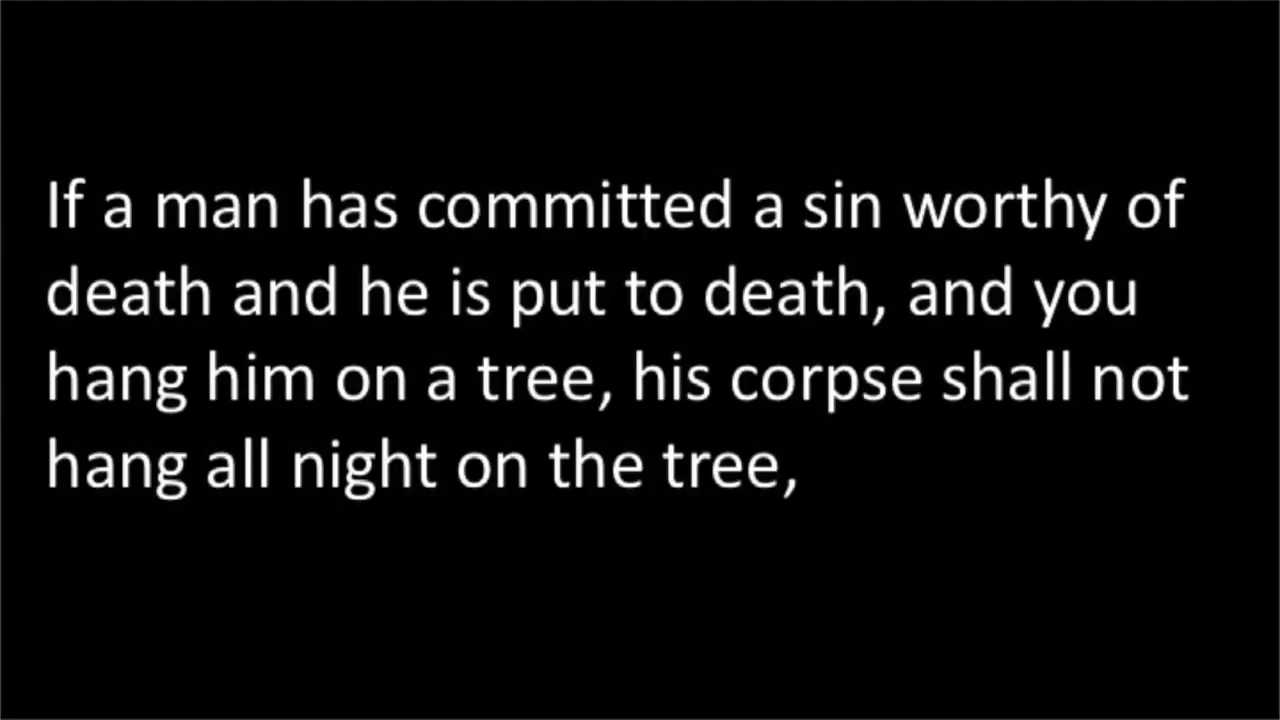 If a man has committed a sin worthy of
death and he is put to death, and you
hang him on a tree, his corpse shall not
hang all night on the tree,